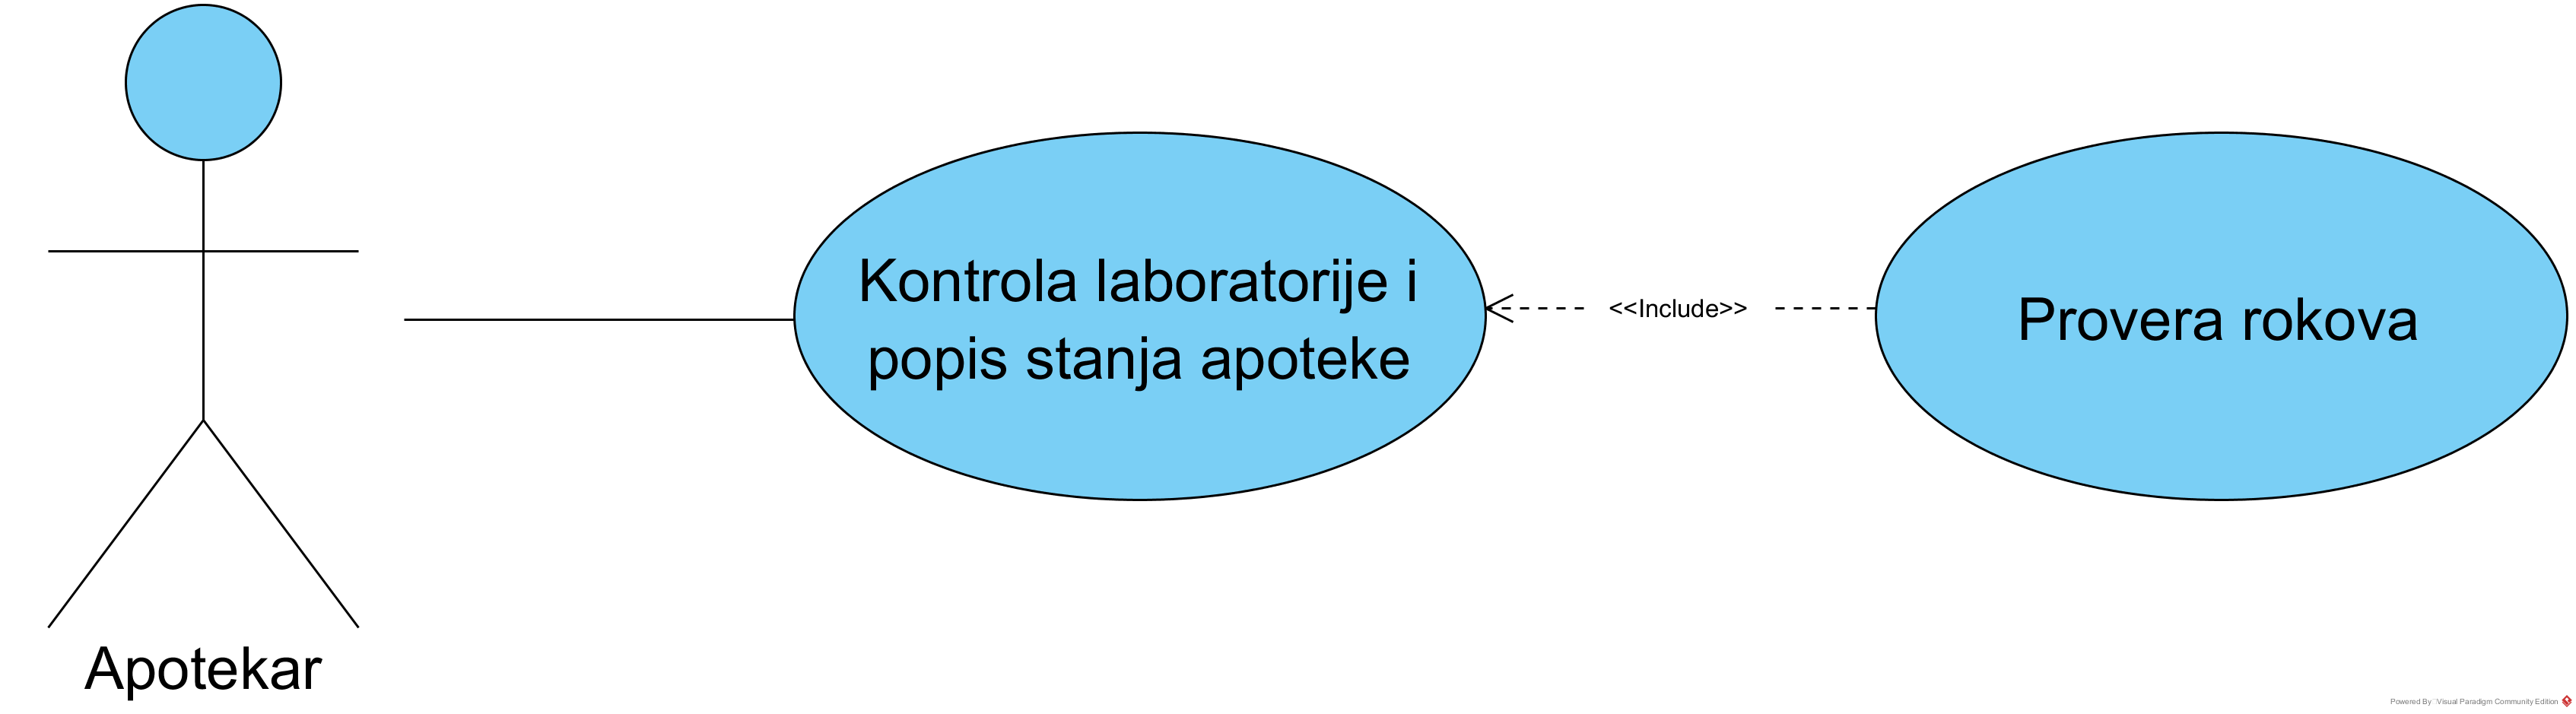 Kontrola laboratorije i
popis stanja apoteke
<<Include>>
Provera rokova
Apotekar
Powered By Visual Paradigm Community Edition